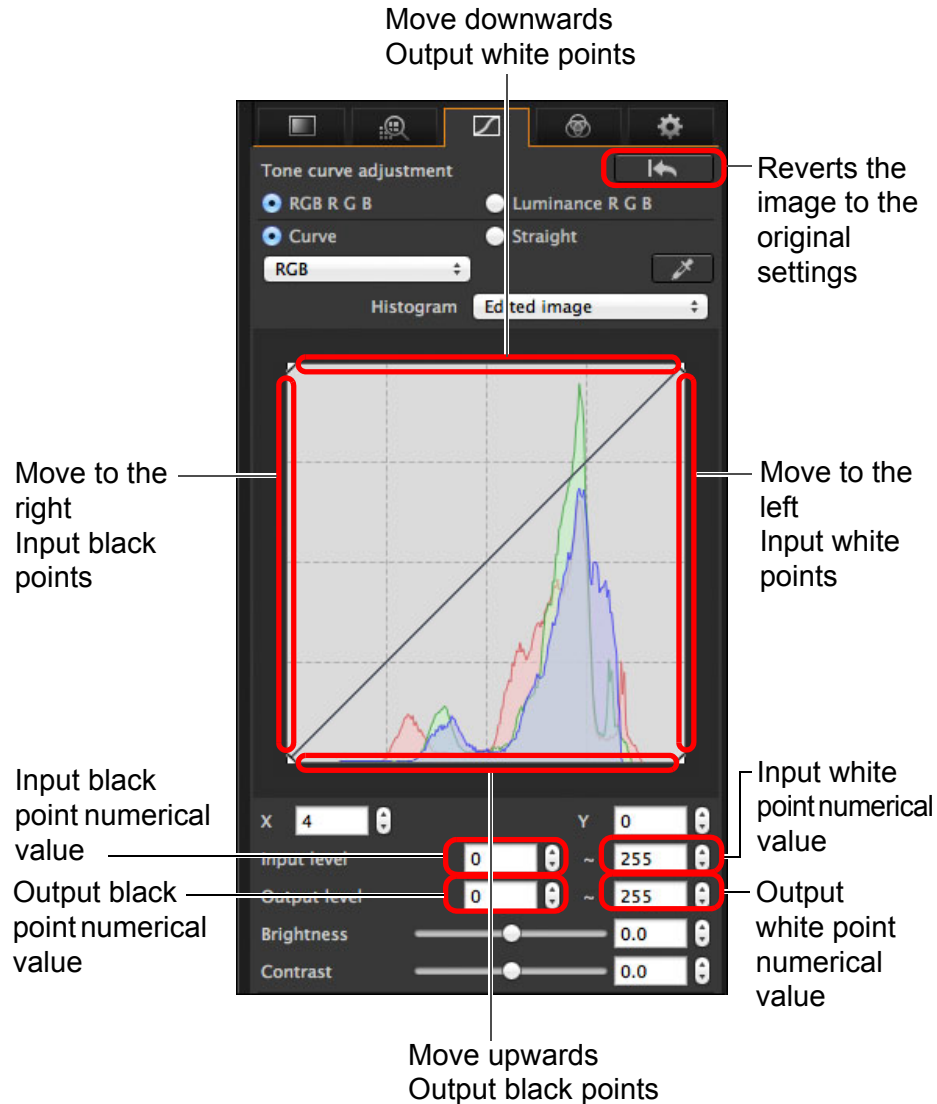 Move downwards
Output white points
Tone curve adjustment
Reverts the
image to the
original
settings
RGB R G B
Luminance R G B
Curve
Straight
RGB
Histogram
Edited image
Move to the
right
Input black
points
Move to the
left
Input white
points
Input black
point numerical
value
Input white
point numerical
value
X
4
Y
0
Input level
0
~
255
Output black
point numerical
value
Output level
0
~
255
Output
white point
numerical
value
Brightness
0.0
Contrast
0.0
Move upwards
Output black points